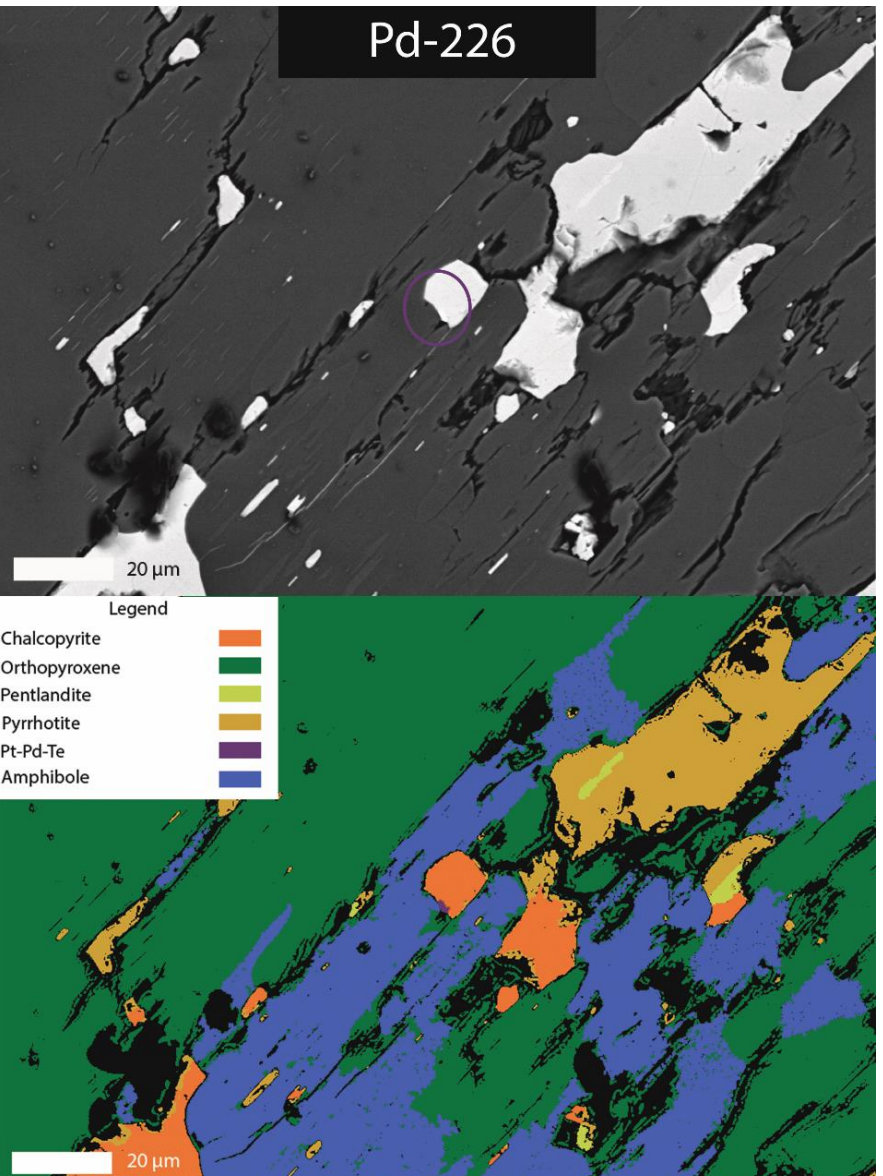 Pd-226
20 µm
Legend
Chalcopyrite
Orthopyroxene
Pentlandite
Pyrrhotite
Pt-Pd-Te
Amphibole
20 µm